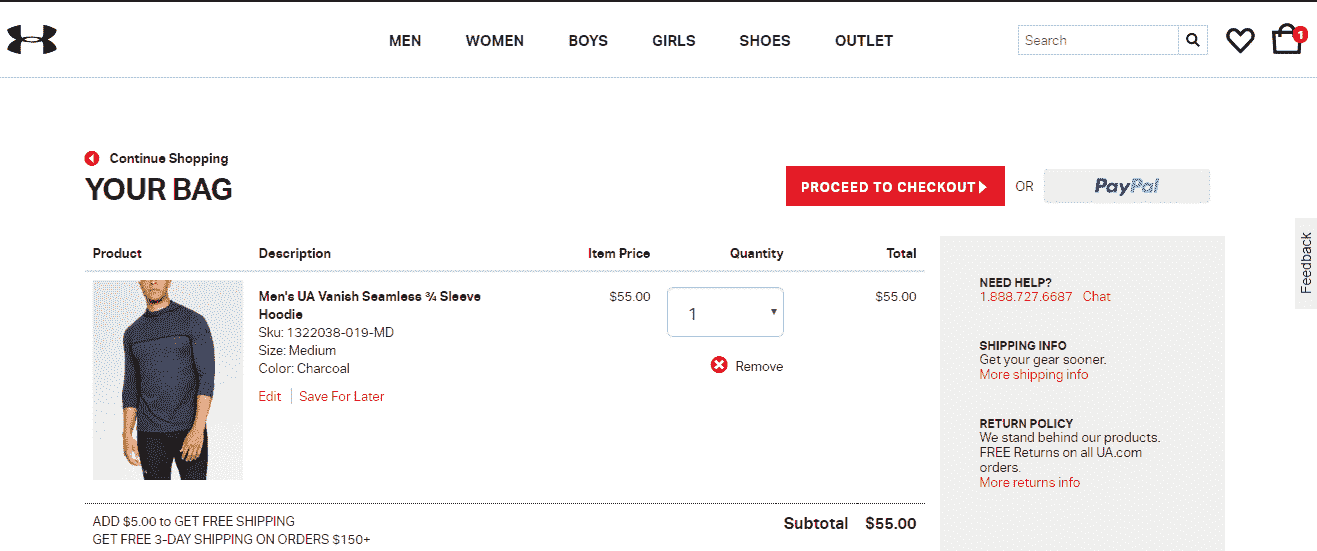 MEN WOMEN BOYS GIRLS SHOES OUTLET Search 1
Continue Shopping
YOUR BAG
PROCEED TO CHECKOUT OR PayPal
Feedback
Product Description Item Price Quantity Total
Men's UA Vanish Seamless ¾ Sleeve
Hoodie
Sku: 1322038-019-MD
Size: Medium
Color: Charcoal
Edit Save For Later
$55.00
1
Remove
$55.00
NEED HELP?
1.888.727.6687 Chat
SHIPPING INFO
Get your gear sooner.
More shipping info
RETURN POLICY
We stand behind our products.
FREE Returns on all UA.com
orders.
More returns info
ADD $5.00 to GET FREE SHIPPING
GET FREE 3-DAY SHIPPING ON ORDERS $150+
Subtotal $55.00